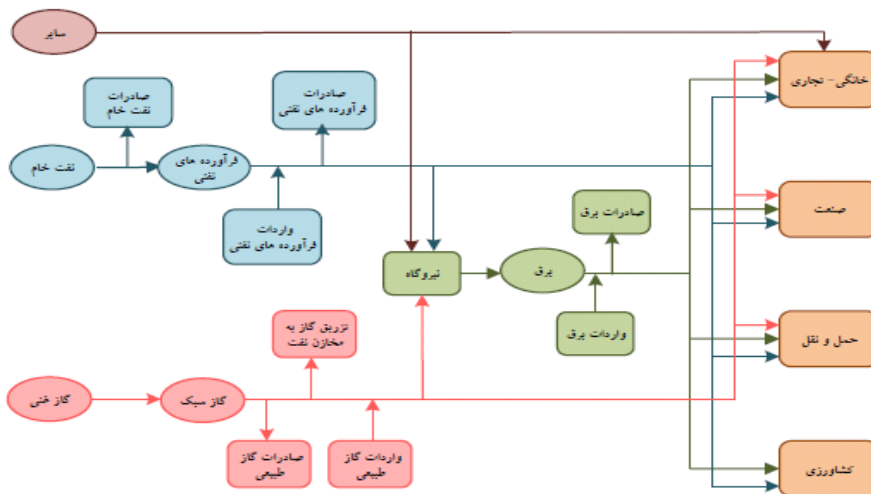 سایر
خانگی- تجاری
صادرات
نفت خام
صادرات
فرآورده های نفتی
نفت خام
فرآورده های
نفتی
واردات
فرآورده های نفتی
صنعت
صادرات برق
نیروگاه
برق
واردات برق
تزریق گاز به
مخازن نفت
حمل و نقل
گاز غنی
گاز سبک
صادرات گاز
طبیعی
واردات گاز
طبیعی
کشاورزی